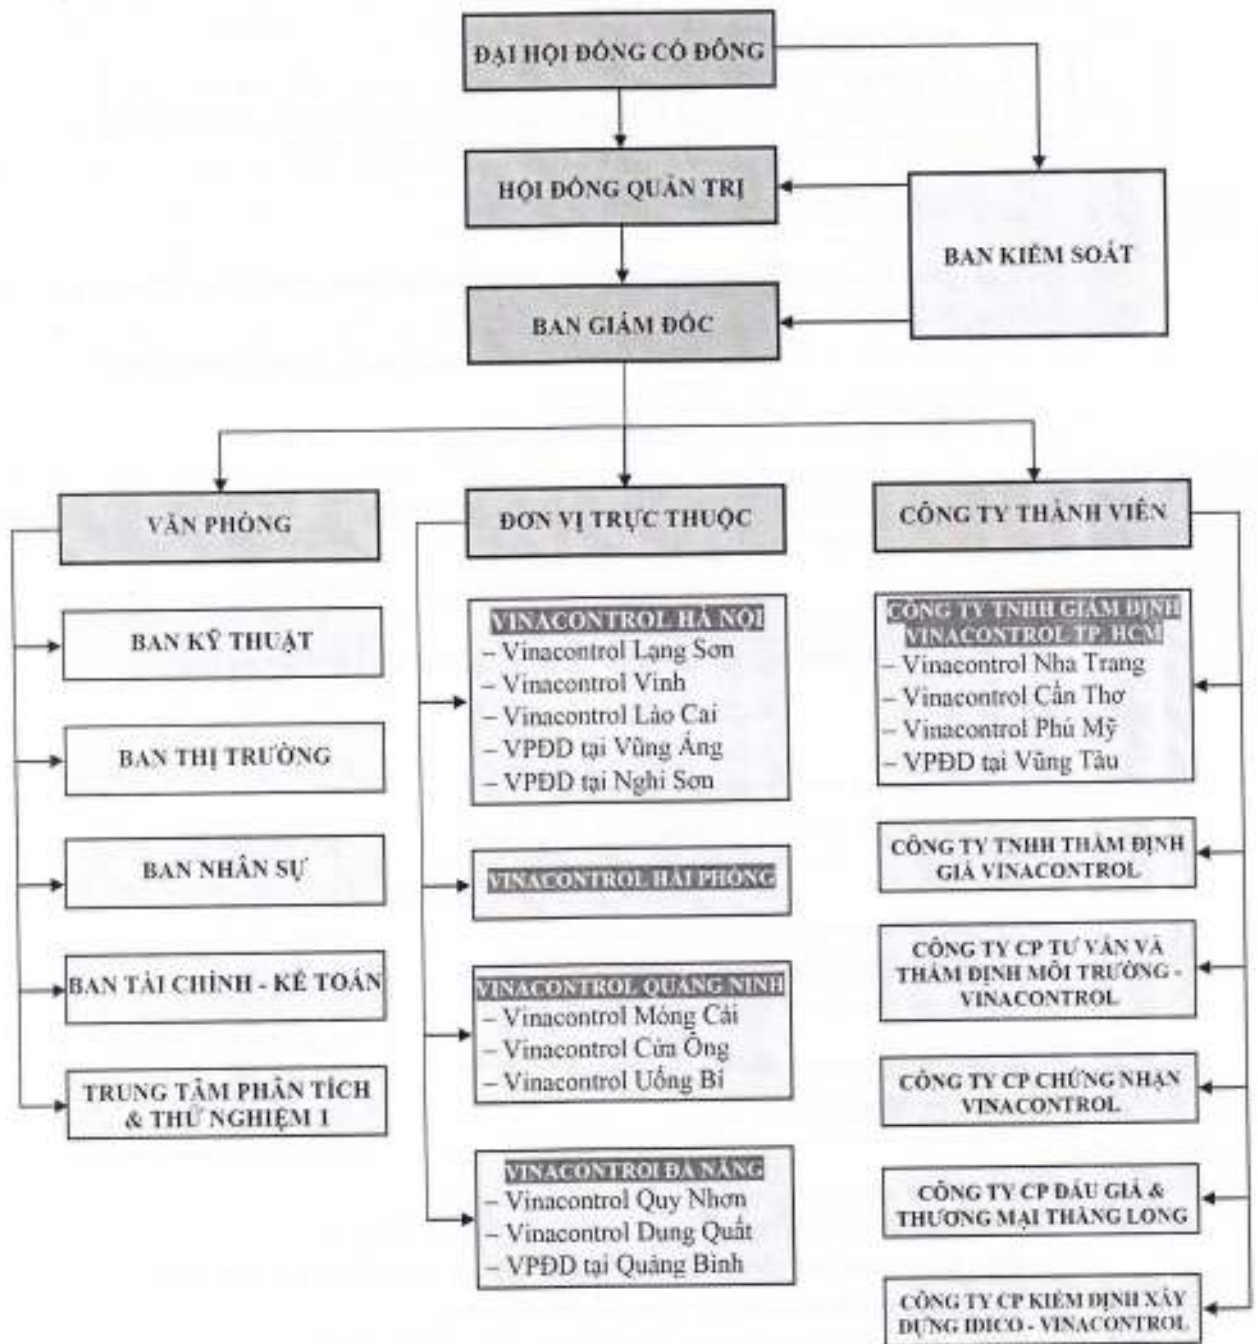 ĐẠI HỘI ĐỒNG CỔ ĐÔNG
HỘI ĐỒNG QUẢN TRỊ
BAN KIỂM SOÁT
BAN GIÁM ĐỐC
VĂN PHÒNG
BAN KỸ THUẬT
BAN THỊ TRƯỜNG
BAN NHÂN SỰ
BAN TÀI CHÍNH - KẾ TOÁN
TRUNG TÂM PHÂN TÍCH
& THỬ NGHIỆM 1
ĐƠN VỊ TRỰC THUỘC
VINACONTROL HÀ NỘI
– Vinacontrol Lạng Sơn
– Vinacontrol Vinh
– Vinacontrol Lào Cai
– VPĐD tại Vũng Áng
– VPĐD tại Nghi Sơn
VINACONTROL HẢI PHÒNG
VINACONTROL QUẢNG NINH
– Vinacontrol Móng Cái
– Vinacontrol Cửa Ông
– Vinacontrol Uông Bí
VINACONTROL ĐÀ NẴNG
– Vinacontrol Quy Nhơn
– Vinacontrol Dung Quất
– VPĐD tại Quảng Bình
CÔNG TY THÀNH VIÊN
CÔNG TY TNHH GIÁM ĐỊNH
VINACONTROL TP. HCM
– Vinacontrol Nha Trang
– Vinacontrol Cần Thơ
– Vinacontrol Phú Mỹ
– VPĐD tại Vũng Tàu
CÔNG TY TNHH THẨM ĐỊNH
GIÁ VINACONTROL
CÔNG TY CP TƯ VẤN VÀ
THẨM ĐỊNH MÔI TRƯỜNG -
VINACONTROL
CÔNG TY CP CHỨNG NHẬN
VINACONTROL
CÔNG TY CP ĐẤU GIÁ &
THƯƠNG MẠI THĂNG LONG
CÔNG TY CP KIỂM ĐỊNH XÂY
DỰNG IDICO - VINACONTROL